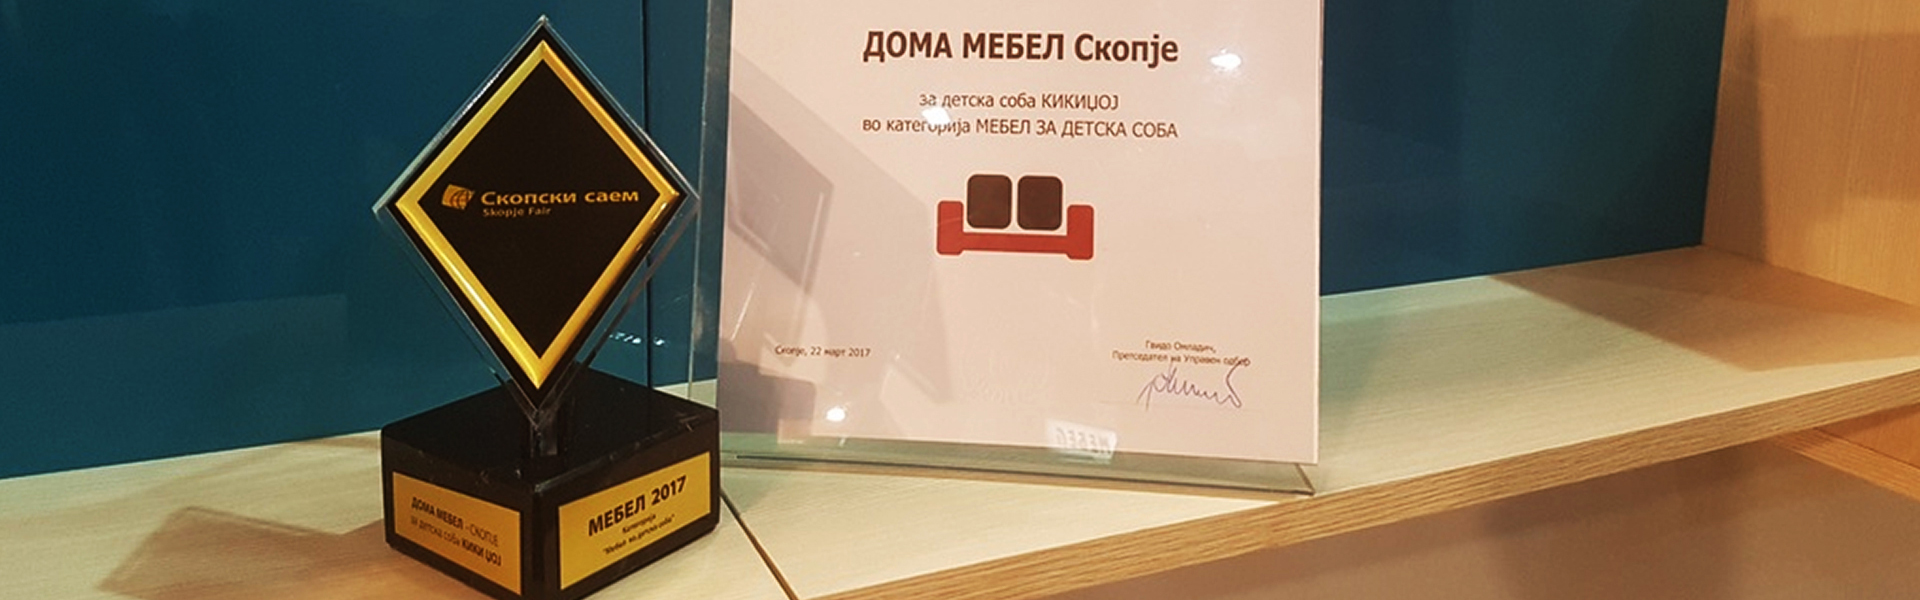 Скопски саем
Skopje Fair
ДОМА МЕБЕЛ - СКОПЈЕ
за детска соба КИКИ ЏОЈ
МЕБЕЛ 2017
Категорија
"Мебел за детска соба"
ДОМА МЕБЕЛ Скопје
за детска соба КИКИЏОЈ
во категорија МЕБЕЛ ЗА ДЕТСКА СОБА
Скопје, 22 март 2017
Гвидо Омладич,
Претседател на Управен одбор